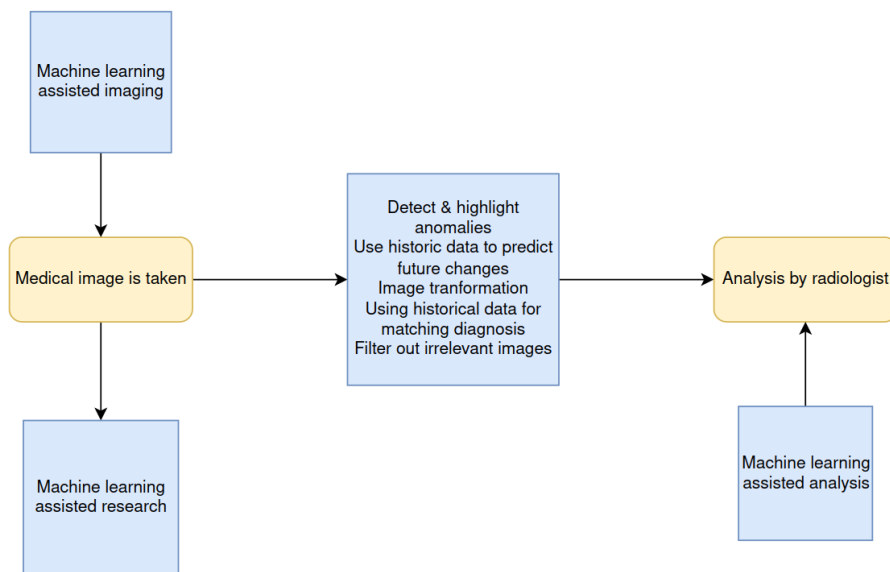 Machine learning
assisted imaging
Medical image is taken
Detect & highlight
anomalies
Use historic data to predict
future changes
Image tranformation
Using historical data for
matching diagnosis
Filter out irrelevant images
Analysis by radiologist
Machine learning
assisted research
Machine learning
assisted analysis